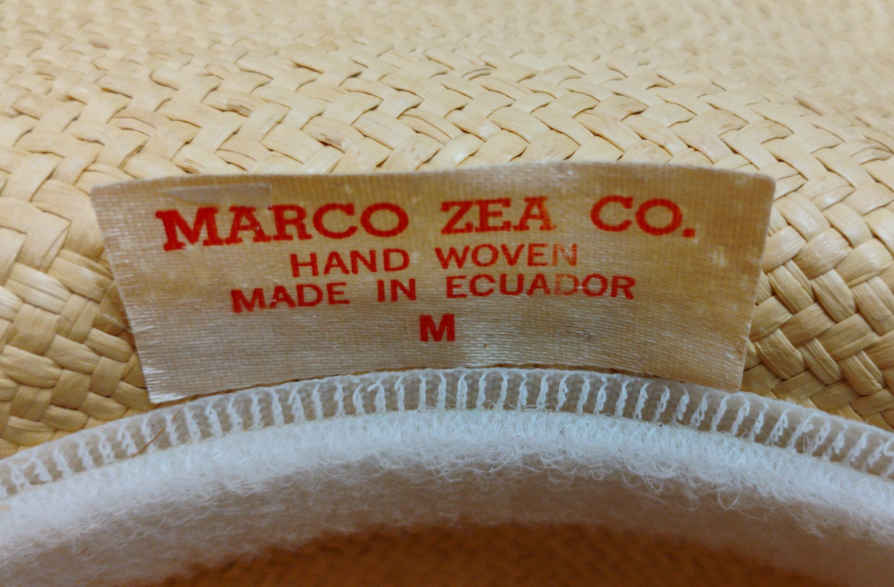 MARCO ZEA CO.
HAND WOVEN
MADE IN ECUADOR
M